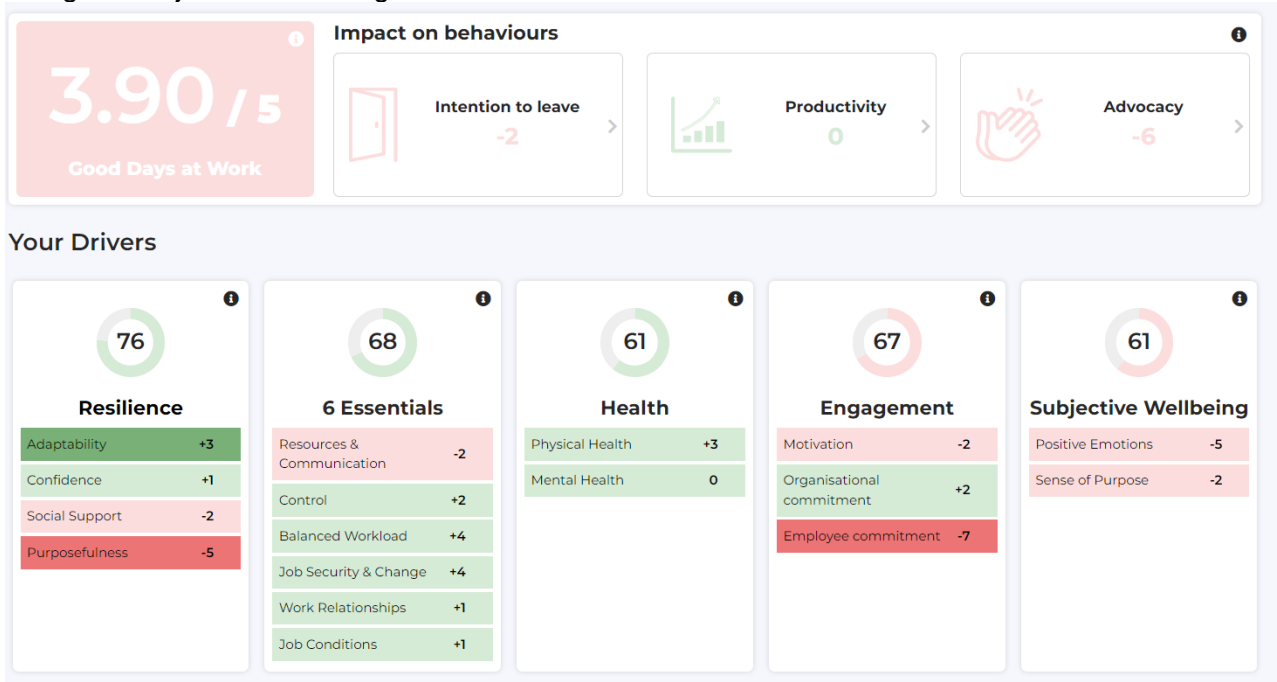 Impact on behaviours
3.90 / 5
Good Days at Work
Intention to leave
-2
Productivity
0
Advocacy
-6
Your Drivers
76
Resilience
Adaptability +3
Confidence +1
Social Support -2
Purposefulness -5
68
6 Essentials
Resources &
Communication -2
Control +2
Balanced Workload +4
Job Security & Change +4
Work Relationships +1
Job Conditions +1
61
Health
Physical Health +3
Mental Health 0
67
Engagement
Motivation -2
Organisational
commitment +2
Employee commitment -7
61
Subjective Wellbeing
Positive Emotions -5
Sense of Purpose -2